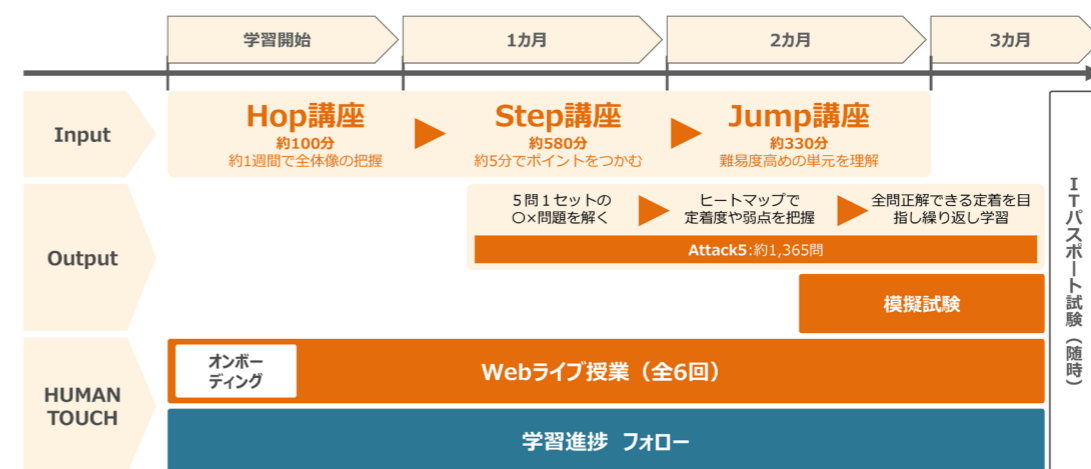 学習開始
1カ月
2カ月
3カ月
Input
Hop講座
約100分
約1週間で全体像の把握
Step講座
約580分
約5分でポイントをつかむ
Jump講座
約330分
難易度高めの単元を理解
Output
5問1セットの
〇×問題を解く
ヒートマップで
定着度や弱点を把握
全問正解できる定着を目
指し繰り返し学習
Attack5:約1,365問
模擬試験
HUMAN
TOUCH
オンボー
ディング
Webライブ授業（全6回）
学習進捗 フォロー
ITパスポート試験（随時）